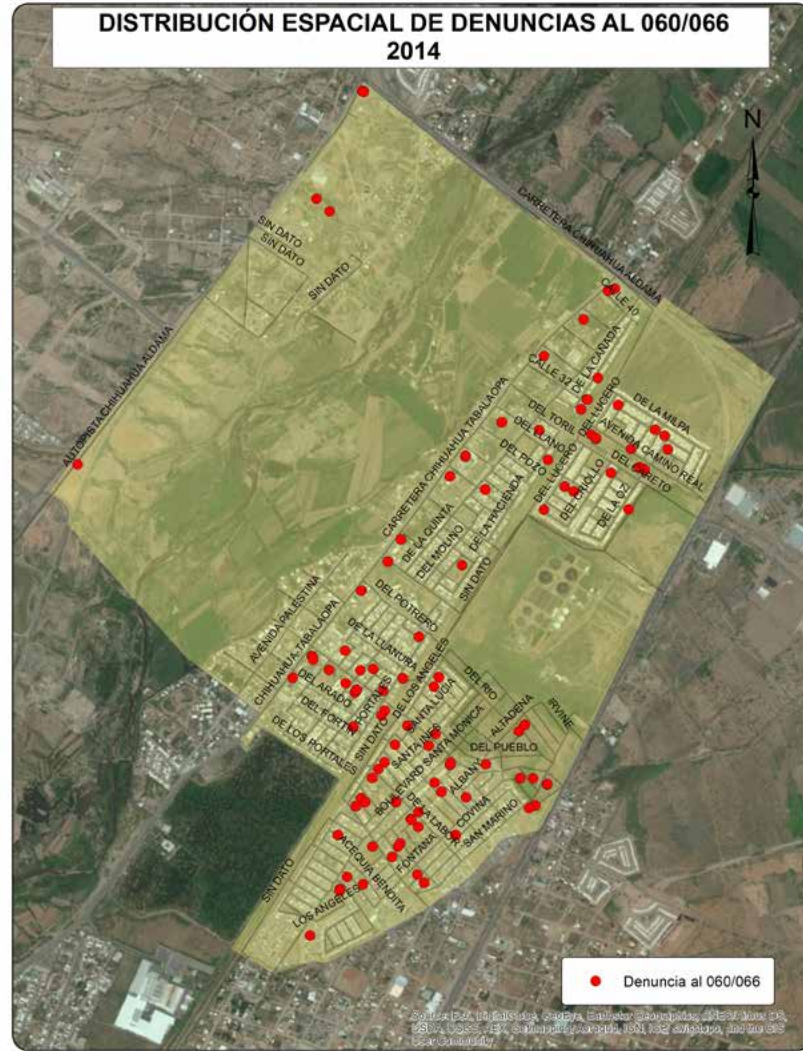 DISTRIBUCIÓN ESPACIAL DE DENUNCIAS AL 060/066
2014
N
CARRETERA CHIHUAHUA ALDAMA
SIN DATO
SIN DATO
SIN DATO
AUTOPISTA CHIHUAHUA ALDAMA
CALLE 40
DE LA CAÑADA
CALLE 32
DEL LUCERO
DE LA MILPA
CARRETERA CHIHUAHUA TABALAOPA
DEL TORIL
AVENIDA CAMINO REAL
DEL LLANO
DEL POZO
DEL LUCERO
DEL CRIOLLO
DE LA OZ
DE LA QUINTA
DEL MOLINO
DE LA HACIENDA
SIN DATO
AVENIDA PALESTINA
CHIHUAHUA-TABALAOPA
DEL POTRERO
DE LA LLANURA
DE LOS ANGELES
DEL ARADO
DEL FORTIN
PORTALES
DE LOS PORTALES
SIN DATO
SANTA LUCIA
DEL RIO
ALTADENA
IRVINE
SANTA INES
BOULEVARD SANTA MONICA
DEL PUEBLO
ALBANY
COVINA
SAN MARINO
DE LA LABOR
FONTANA
ACEQUIA BENDITA
SIN DATO
LOS ANGELES
Denuncia al 060/066
User Community